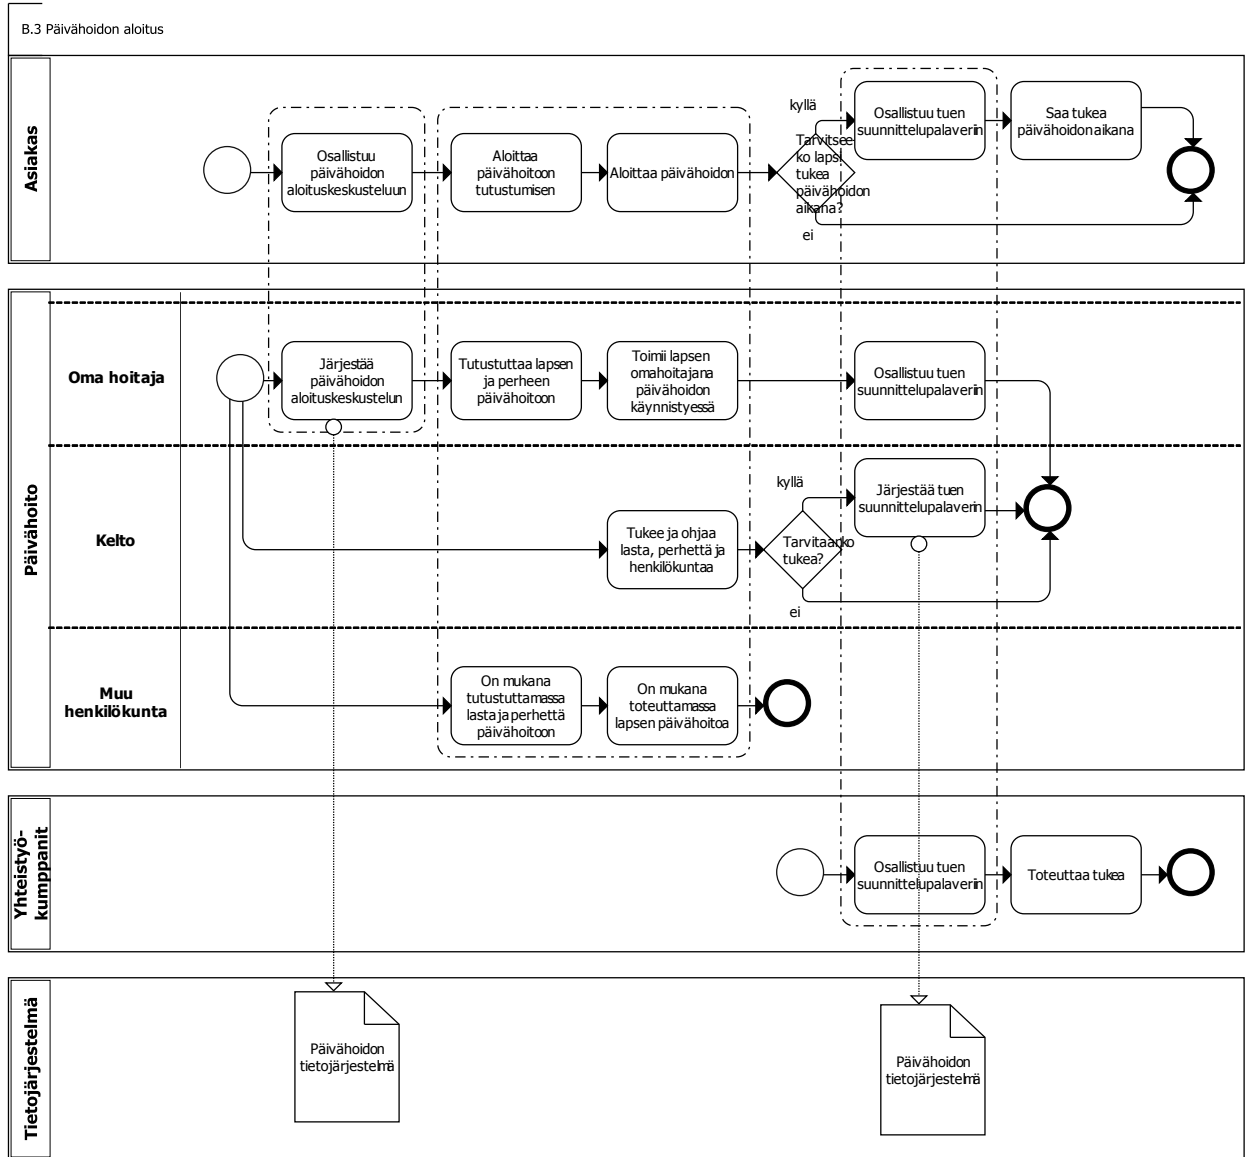 B.3 Päivähoidon aloitus
Asiakas
Osallistuu
päivähoidon
aloituskeskusteluun
Aloittaa
päivähoitoon
tutustumisen
Aloittaa päivähoidon
Tarvitsee-
ko lapsi
tukea
päivähoidon
aikana?
kyllä
ei
Osallistuu tuen
suunnittelupalaveriin
Saa tukea
päivähoidon aikana
Päivähoito
Oma hoitaja
Järjestää
päivähoidon
aloituskeskustelun
Tutustuttaa lapsen
ja perheen
päivähoitoon
Toimii lapsen
omahoitajana
päivähoidon
käynnistyessä
Osallistuu tuen
suunnittelupalaveriin
Kelto
Tukee ja ohjaa
lasta, perhettä ja
henkilökuntaa
Tarvitaanko
tukea?
kyllä
ei
Järjestää tuen
suunnittelupalaverin
Muu
henkilökunta
On mukana
tutustuttamassa
lasta ja perhettä
päivähoitoon
On mukana
toteuttamassa
lapsen päivähoitoa
Yhteistyö-
kumppanit
Osallistuu tuen
suunnittelupalaveriin
Toteuttaa tukea
Tietojärjestelmä
Päivähoidon
tietojärjestelmä
Päivähoidon
tietojärjestelmä